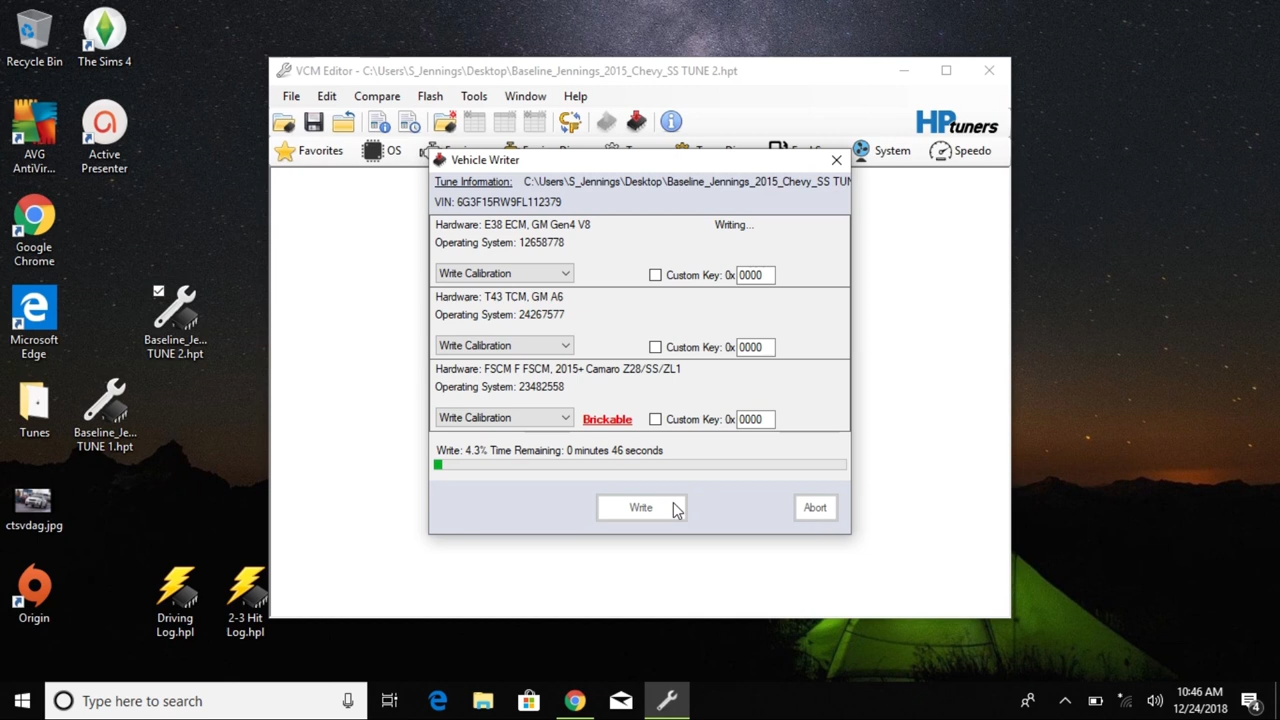 Recycle Bin
The Sims 4
AVG
AntiVir...
Active
Presenter
Google
Chrome
Microsoft
Edge
Baseline_Je...
TUNE 2.hpt
Tunes
Baseline_Je...
TUNE 1.hpt
ctsvdag.jpg
Origin
Driving
Log.hpl
2-3 Hit
Log.hpl
VCM Editor - C:\Users\S_Jennings\Desktop\Baseline_Jennings_2015_Chevy_SS TUNE 2.hpt
File Edit Compare Flash Tools Window Help
HPtuners
Favorites OS System Speedo
Vehicle Writer
Tune Information: C:\Users\S_Jennings\Desktop\Baseline_Jennings_2015_Chevy_SS TUN
VIN: 6G3F15RW9FL112379
Hardware: E38 ECM, GM Gen4 V8 Writing...
Operating System: 12658778
Write Calibration Custom Key: 0x 0000
Hardware: T43 TCM, GM A6
Operating System: 24267577
Write Calibration Custom Key: 0x 0000
Hardware: FSCM F FSCM, 2015+ Camaro Z28/SS/ZL1
Operating System: 23482558
Write Calibration Brickable Custom Key: 0x 0000
Write: 4.3% Time Remaining: 0 minutes 46 seconds
Write Abort
Type here to search
10:46 AM
12/24/2018
4